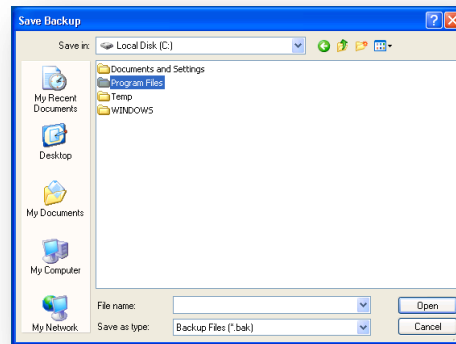 Save Backup
Save in:
Local Disk (C:)
My Recent
Documents
Desktop
My Documents
My Computer
My Network
Documents and Settings
Program Files
Temp
WINDOWS
File name:
Open
Save as type:
Backup Files (*.bak)
Cancel